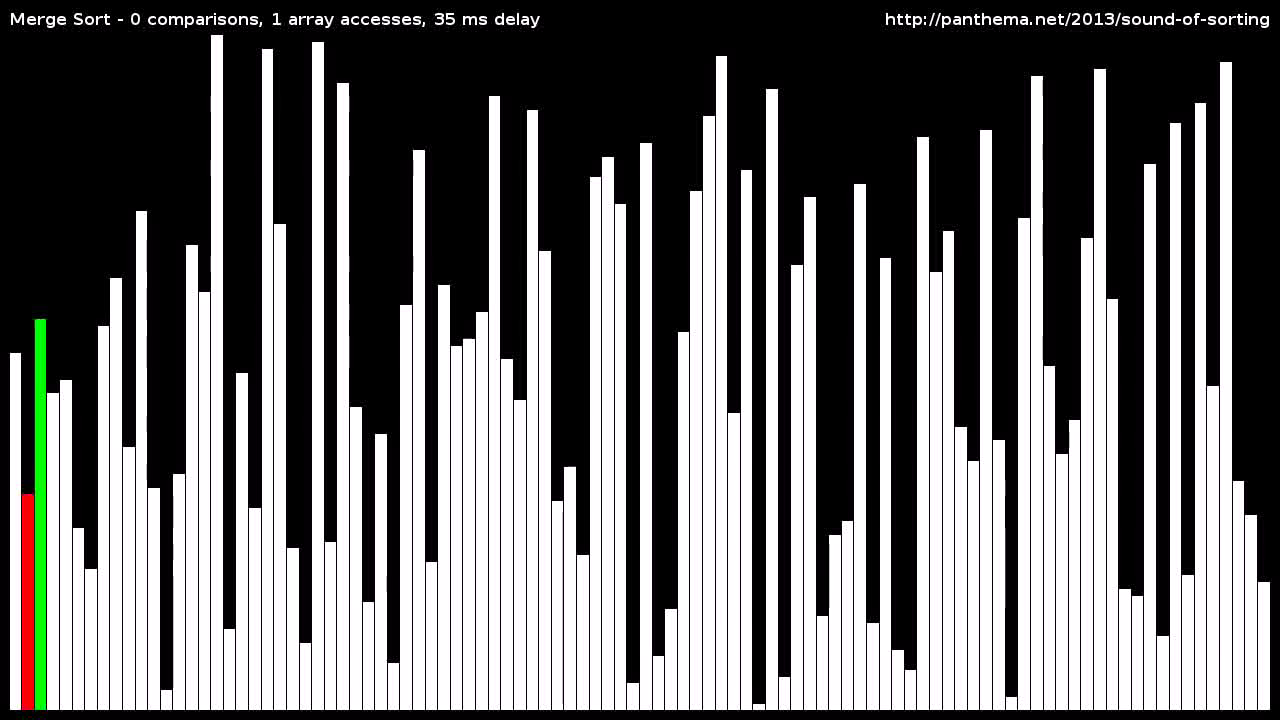 Merge Sort - 0 comparisons, 1 array accesses, 35 ms delay
http://panthema.net/2013/sound-of-sorting